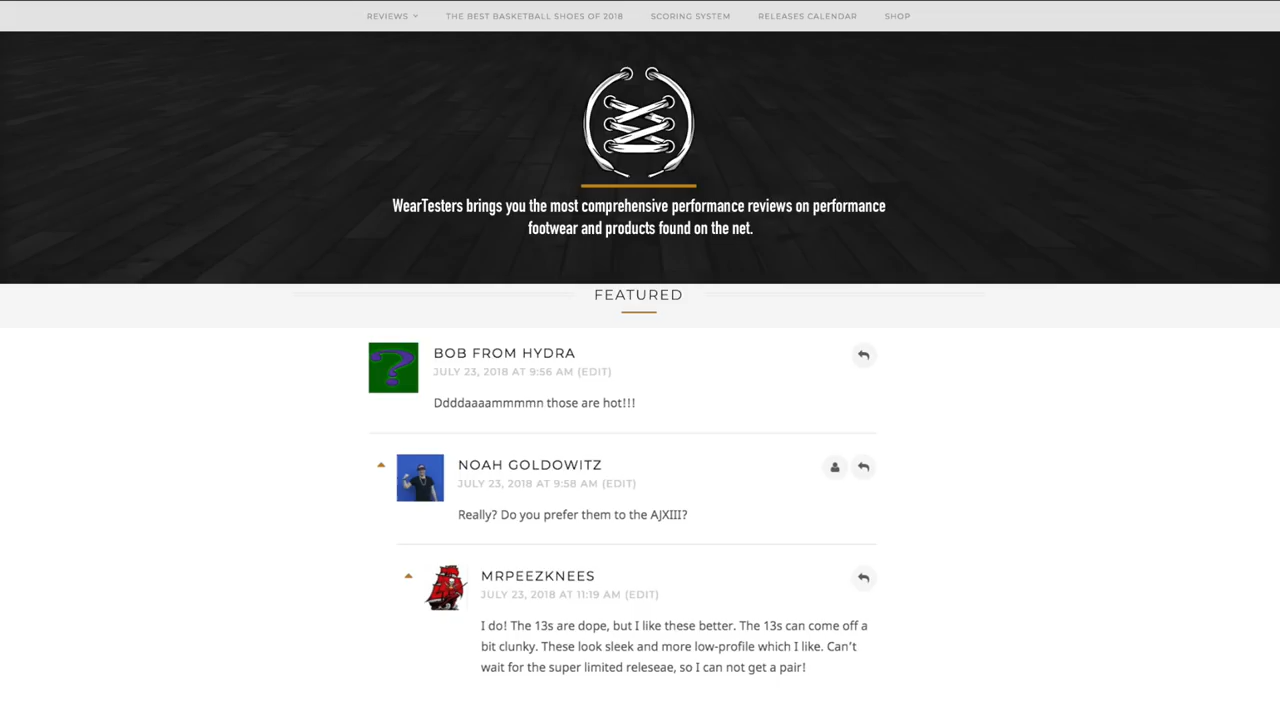 REVIEWS
THE BEST BASKETBALL SHOES OF 2018
SCORING SYSTEM
RELEASES CALENDAR
SHOP
WearTesters brings you the most comprehensive performance reviews on performance
footwear and products found on the net.
FEATURED
BOB FROM HYDRA
JULY 23, 2018 AT 9:56 AM (EDIT)
Ddddaaaammmmn those are hot!!!
NOAH GOLDOWITZ
JULY 23, 2018 AT 9:58 AM (EDIT)
Really? Do you prefer them to the AJXIII?
MRPEEZKNEES
JULY 23, 2018 AT 11:19 AM (EDIT)
I do! The 13s are dope, but I like these better. The 13s can come off a
bit clunky. These look sleek and more low-profile which I like. Can't
wait for the super limited releseae, so I can not get a pair!